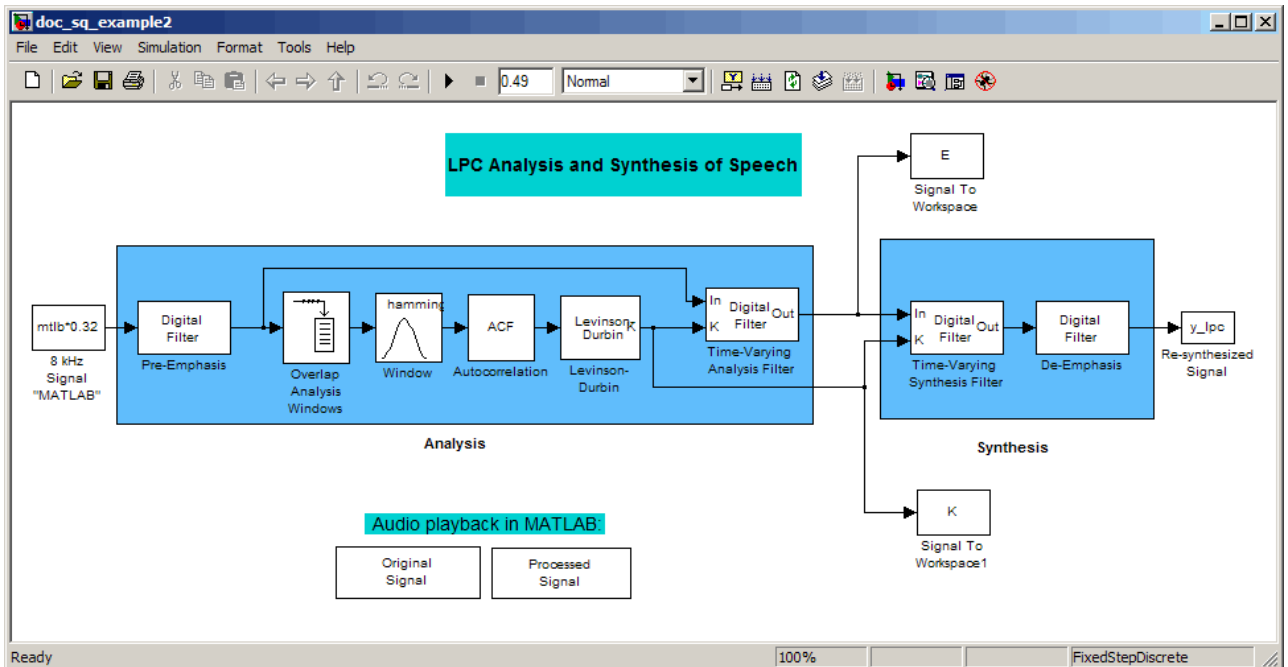 doc_sq_example2
File Edit View Simulation Format Tools Help
0.49 Normal
LPC Analysis and Synthesis of Speech
E
Signal To
Workspace
mtlb*0.32
8 kHz
Signal
"MATLAB"
Digital
Filter
Pre-Emphasis
Overlap
Analysis
Windows
hamming
Window
ACF
Autocorrelation
Levinson
Durbin
K
Levinson-
Durbin
In
K
Digital
Filter
Out
Time-Varying
Analysis Filter
In
K
Digital
Filter
Out
Time-Varying
Synthesis Filter
Digital
Filter
De-Emphasis
y_lpc
Re-synthesized
Signal
Analysis
Synthesis
K
Signal To
Workspace1
Audio playback in MATLAB:
Original
Signal
Processed
Signal
Ready 100% FixedStepDiscrete